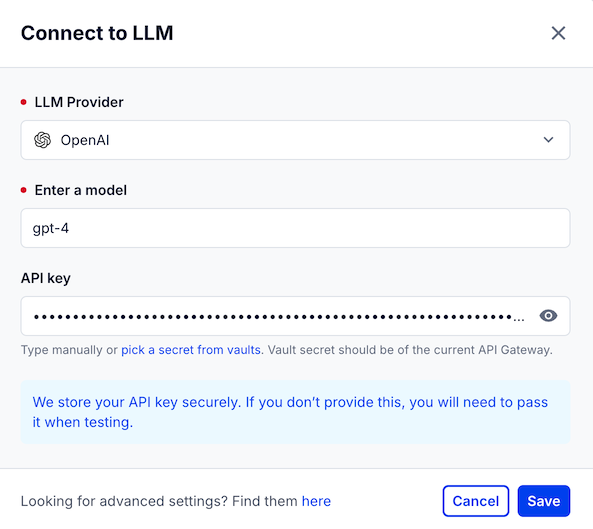 Connect to LLM
LLM Provider
OpenAI
Enter a model
gpt-4
API key
Type manually or pick a secret from vaults. Vault secret should be of the current API Gateway.
We store your API key securely. If you don’t provide this, you will need to pass
it when testing.
Looking for advanced settings? Find them here
Cancel
Save